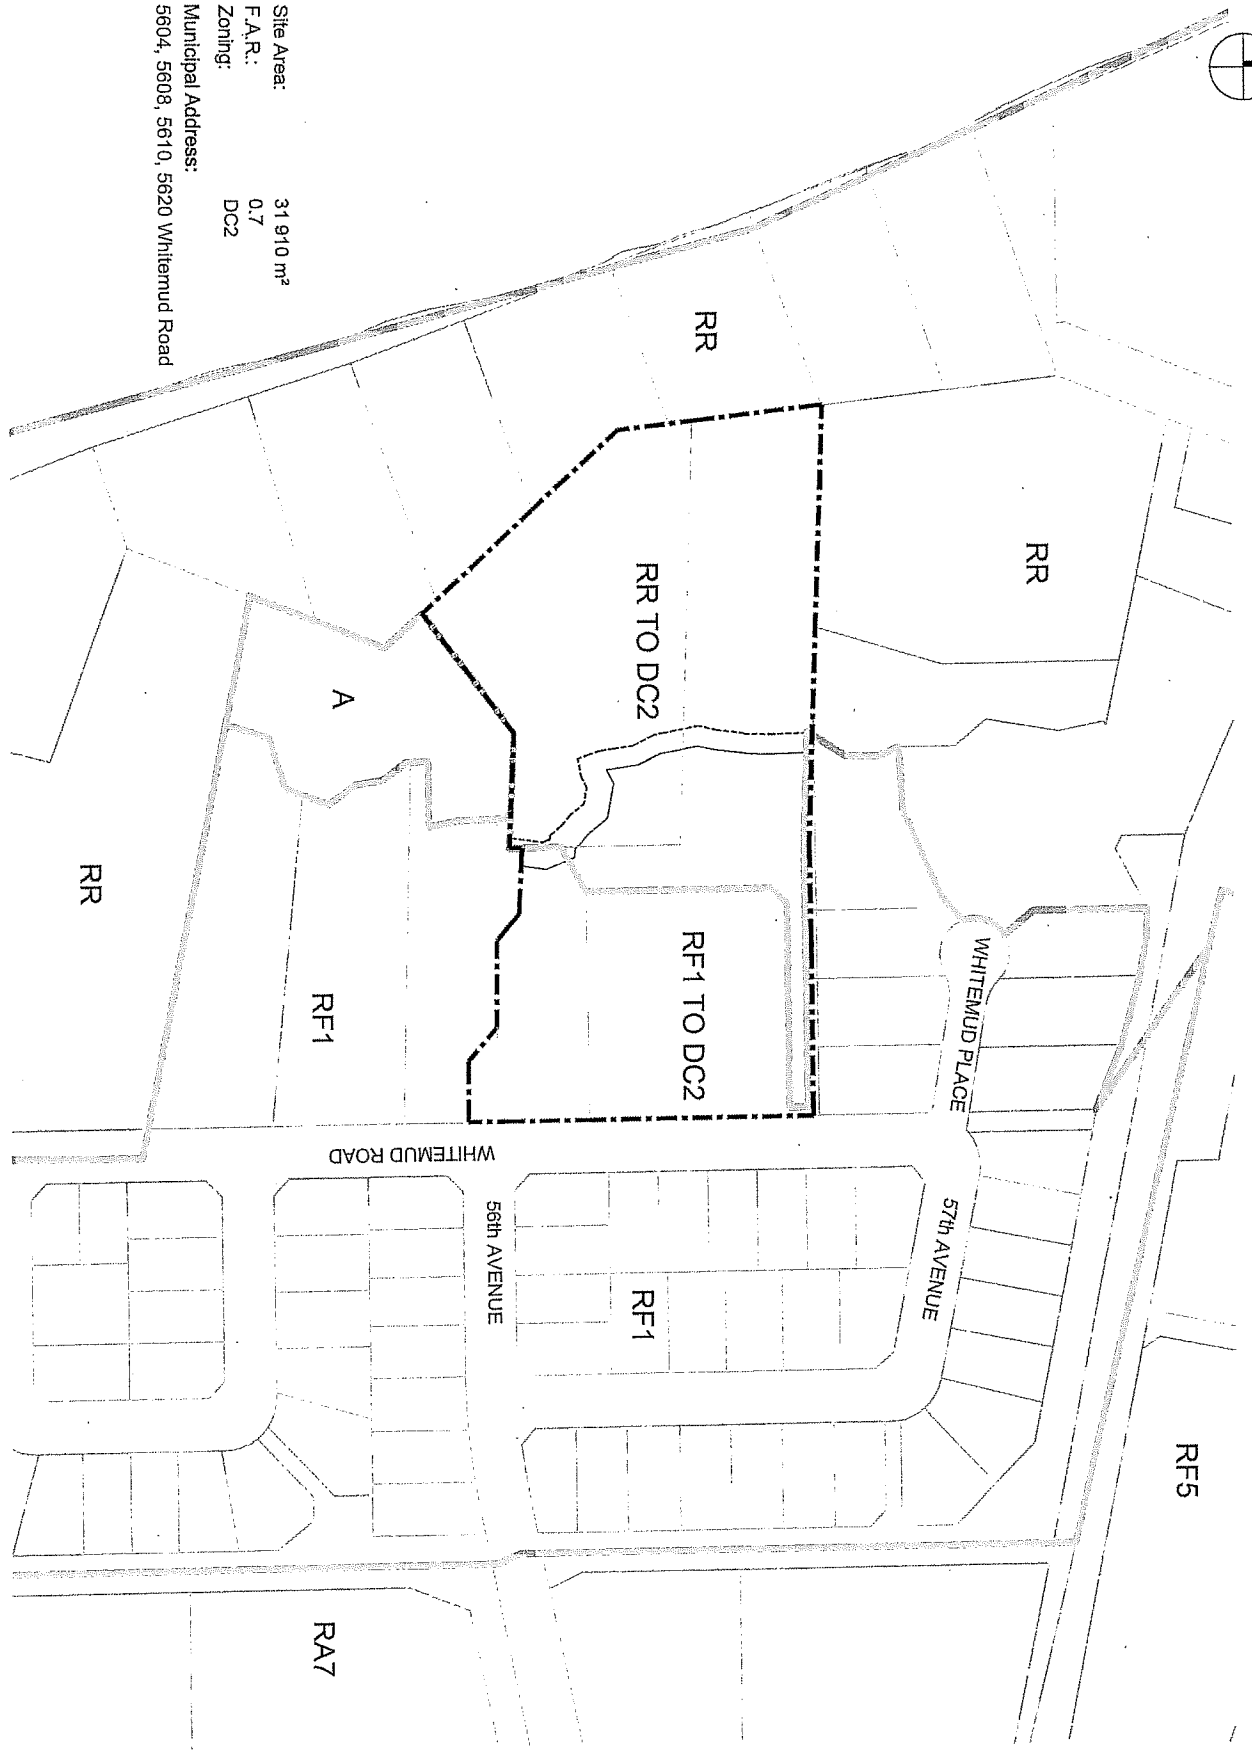 Site Area: 31 910 m²
F.A.R.: 0.7
Zoning: DC2
Municipal Address:
5604, 5608, 5610, 5620 Whitemud Road
RR
RR
RR TO DC2
A
RR
RF1
RF1 TO DC2
WHITEMUD PLACE
WHITEMUD ROAD
56th AVENUE
57th AVENUE
RF1
RF5
RA7